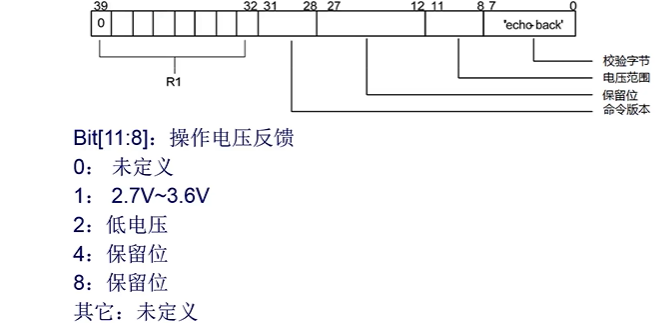 39 32 31 28 27 12 11 8 7 0
0 "echo-back"
R1
校验字节
电压范围
保留位
命令版本
Bit[11:8]：操作电压反馈
0： 未定义
1： 2.7V~3.6V
2：低电压
4：保留位
8：保留位
其它：未定义